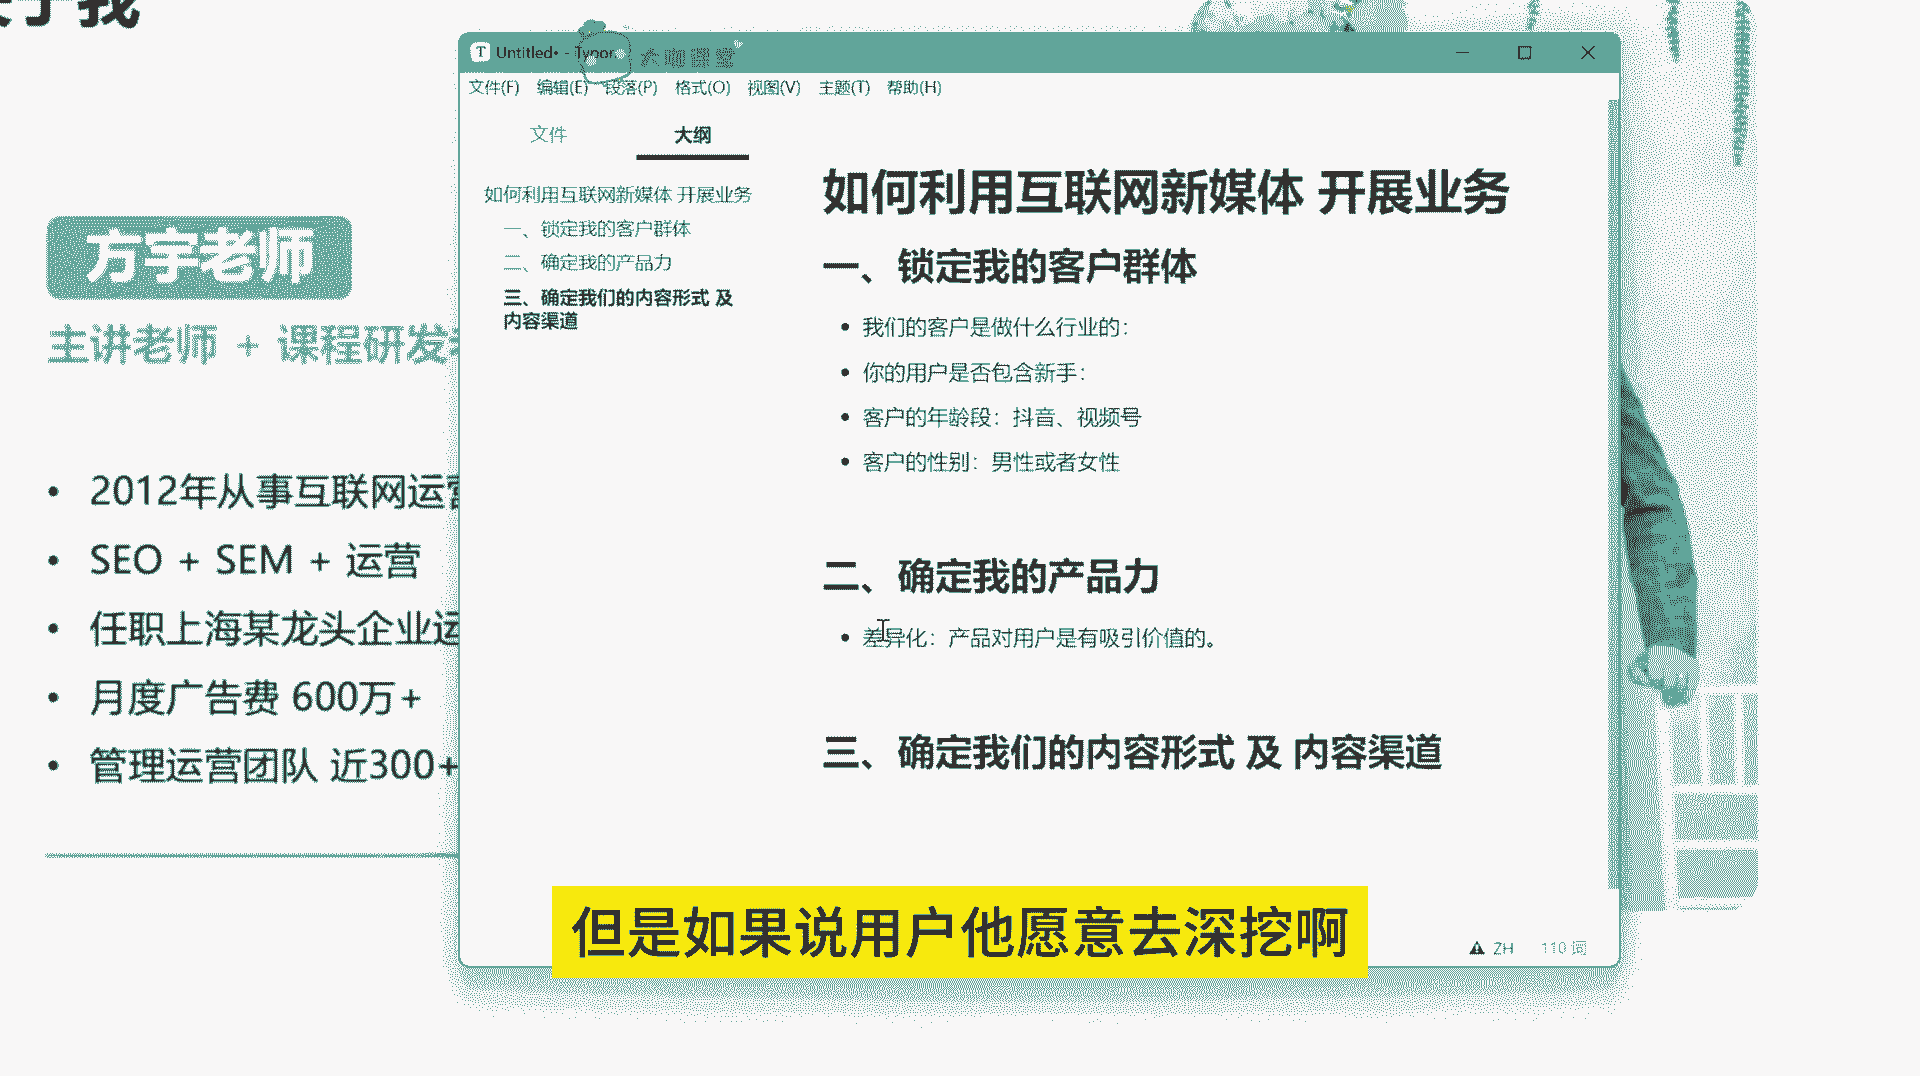 关于我
Untitled• - Typora
大咖课堂
文件(F) 编辑(E) 段落(P) 格式(O) 视图(V) 主题(T) 帮助(H)
文件 大纲
如何利用互联网新媒体 开展业务
一、锁定我的客户群体
二、确定我的产品力
三、确定我们的内容形式 及
内容渠道
如何利用互联网新媒体 开展业务
一、锁定我的客户群体
• 我们的客户是做什么行业的：
• 你的用户是否包含新手：
• 客户的年龄段：抖音、视频号
• 客户的性别：男性或者女性
二、确定我的产品力
• 差异化：产品对用户是有吸引价值的。
三、确定我们的内容形式 及 内容渠道
ZH 110 词
方宇老师
主讲老师 + 课程研发
• 2012年从事互联网运营
• SEO + SEM + 运营
• 任职上海某龙头企业运
• 月度广告费 600万+
• 管理运营团队 近300+
但是如果说用户他愿意去深挖啊